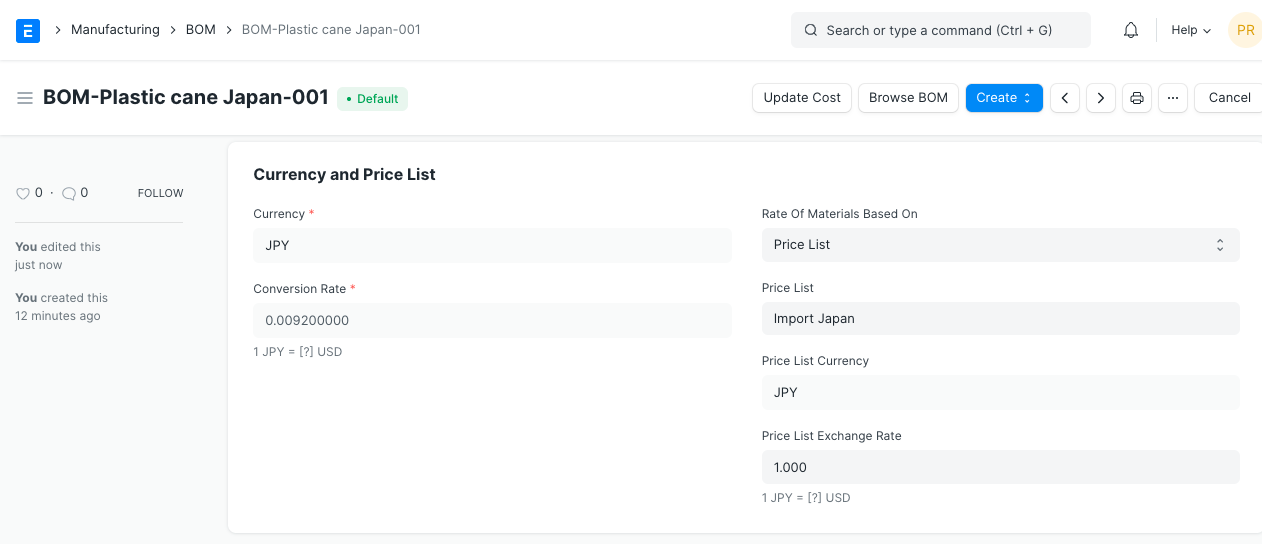 E > Manufacturing > BOM > BOM-Plastic cane Japan-001
Search or type a command (Ctrl + G)
Help
PR
BOM-Plastic cane Japan-001
• Default
Update Cost
Browse BOM
Create
< > ···
Cancel
0 · 0
FOLLOW
You edited this
just now
You created this
12 minutes ago
Currency and Price List
Currency *
JPY
Conversion Rate *
0.009200000
1 JPY = [?] USD
Rate Of Materials Based On
Price List
Price List
Import Japan
Price List Currency
JPY
Price List Exchange Rate
1.000
1 JPY = [?] USD